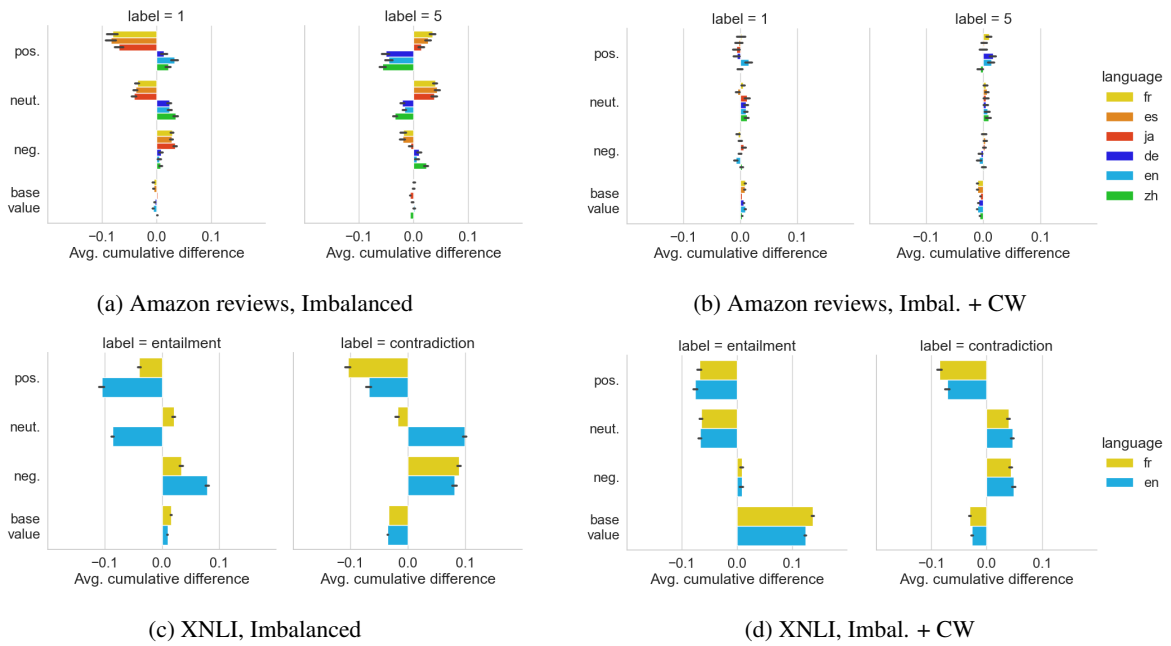 label = 1
label = 5
pos.
neut.
neg.
base
value
−0.1 0.0 0.1
−0.1 0.0 0.1
Avg. cumulative difference
Avg. cumulative difference
(a) Amazon reviews, Imbalanced
label = 1
label = 5
pos.
neut.
neg.
base
value
−0.1 0.0 0.1
−0.1 0.0 0.1
Avg. cumulative difference
Avg. cumulative difference
language
fr
es
ja
de
en
zh
(b) Amazon reviews, Imbal. + CW
label = entailment
label = contradiction
pos.
neut.
neg.
base
value
−0.1 0.0 0.1
−0.1 0.0 0.1
Avg. cumulative difference
Avg. cumulative difference
(c) XNLI, Imbalanced
label = entailment
label = contradiction
pos.
neut.
neg.
base
value
−0.1 0.0 0.1
−0.1 0.0 0.1
Avg. cumulative difference
Avg. cumulative difference
language
fr
en
(d) XNLI, Imbal. + CW